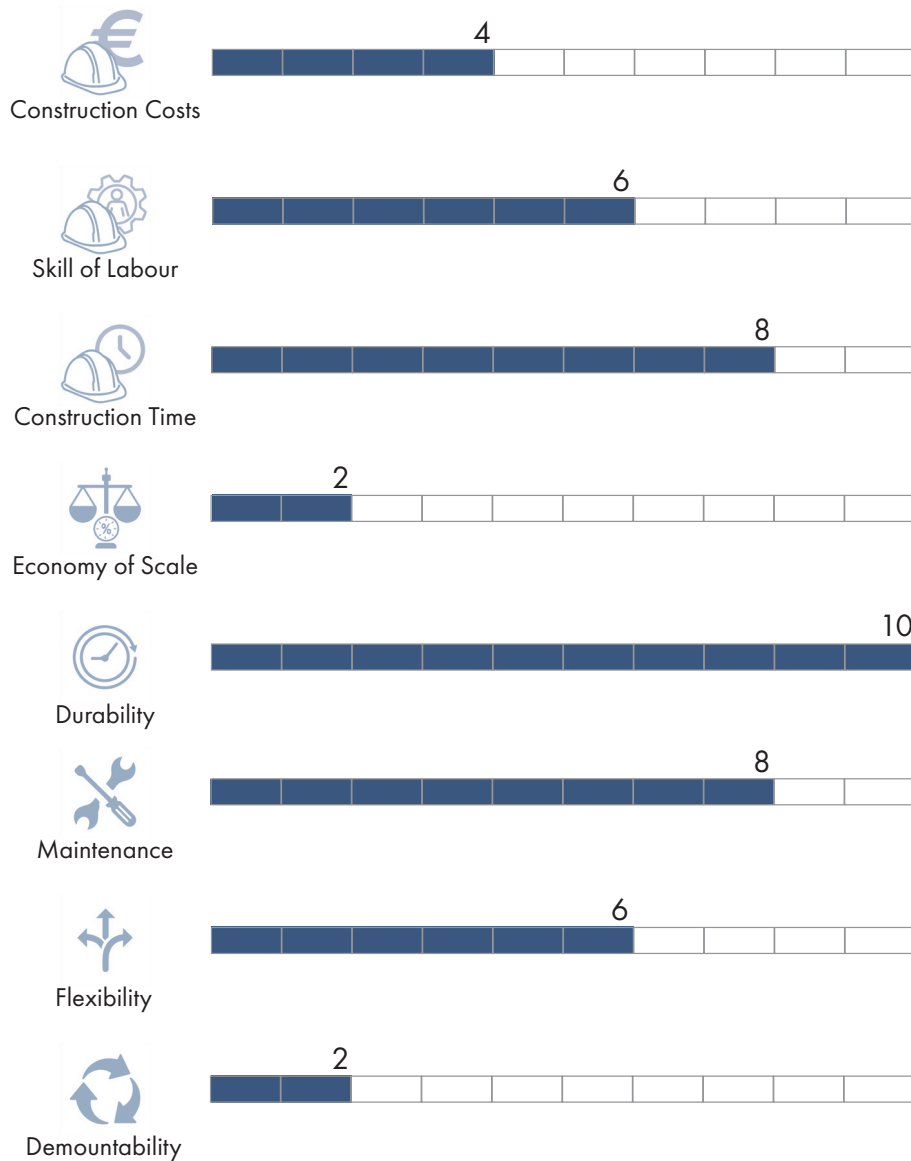 4
Construction Costs
6
Skill of Labour
8
Construction Time
2
%
Economy of Scale
10
Durability
8
Maintenance
6
Flexibility
2
Demountability